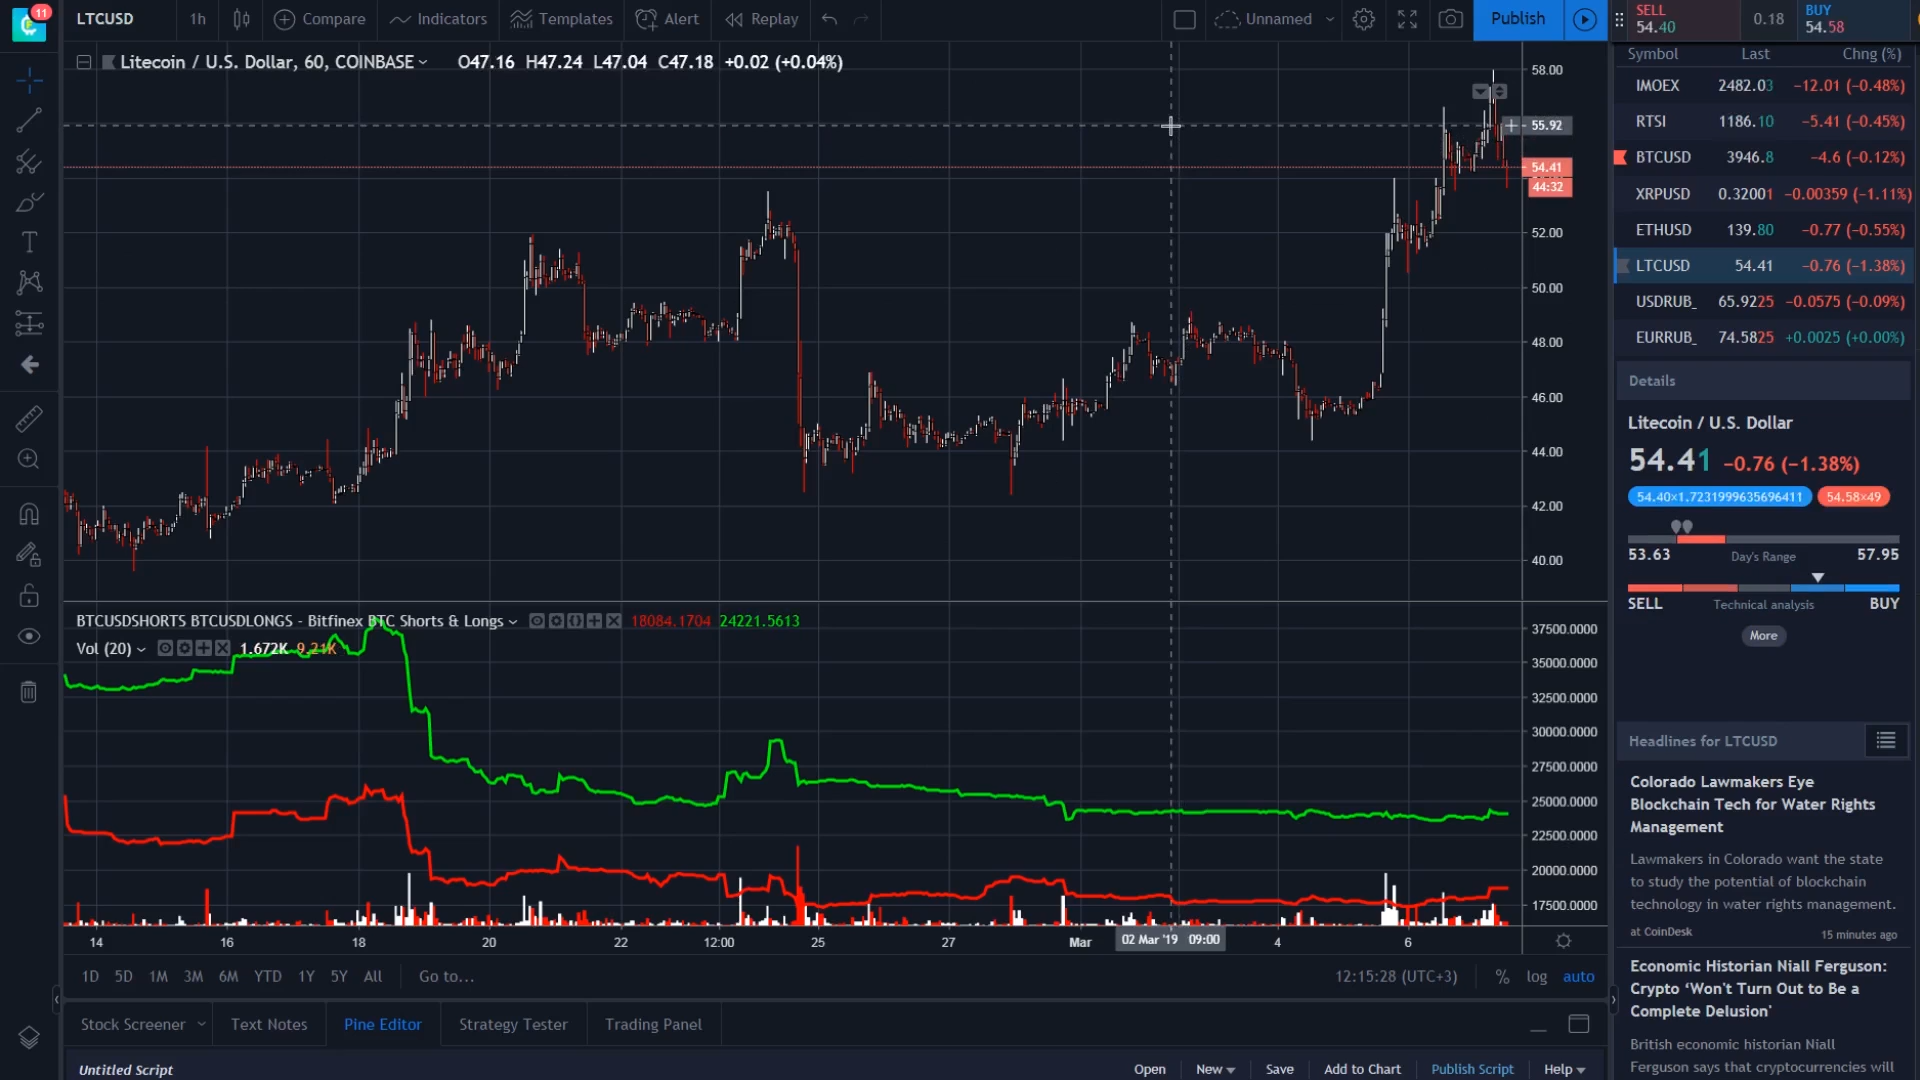 11
LTCUSD
1h
Compare
Indicators
Templates
Alert
Replay
Unnamed
Publish
SELL
54.40
0.18
BUY
54.58
Litecoin / U.S. Dollar, 60, COINBASE
O47.16 H47.24 L47.04 C47.18 +0.02 (+0.04%)
58.00
55.92
54.41
44:32
52.00
50.00
48.00
46.00
44.00
42.00
40.00
BTCUSDSHORTS BTCUSDLONGS - Bitfinex BTC Shorts & Longs
18084.1704 24221.5613
Vol (20)
1.672K 9.21K
37500.0000
35000.0000
32500.0000
30000.0000
27500.0000
25000.0000
22500.0000
20000.0000
17500.0000
14 16 18 20 22 12:00 25 27 Mar 02 Mar '19 09:00 4 6
1D 5D 1M 3M 6M YTD 1Y 5Y All Go to...
12:15:28 (UTC+3) % log auto
Stock Screener
Text Notes
Pine Editor
Strategy Tester
Trading Panel
Untitled Script
Open New Save Add to Chart Publish Script Help
Symbol Last Chng (%)
IMOEX 2482.03 −12.01 (−0.48%)
RTSI 1186.10 −5.41 (−0.45%)
BTCUSD 3946.8 −4.6 (−0.12%)
XRPUSD 0.32001 −0.00359 (−1.11%)
ETHUSD 139.80 −0.77 (−0.55%)
LTCUSD 54.41 −0.76 (−1.38%)
USDRUB_ 65.9225 −0.0575 (−0.09%)
EURRUB_ 74.5825 +0.0025 (+0.00%)
Details
Litecoin / U.S. Dollar
54.41 −0.76 (−1.38%)
54.40×1.7231999635696411 54.58×49
53.63 Day's Range 57.95
SELL Technical analysis BUY
More
Headlines for LTCUSD
Colorado Lawmakers Eye
Blockchain Tech for Water Rights
Management
Lawmakers in Colorado want the state
to study the potential of blockchain
technology in water rights management.
at CoinDesk 15 minutes ago
Economic Historian Niall Ferguson:
Crypto ‘Won't Turn Out to Be a
Complete Delusion'
British economic historian Niall
Ferguson says that cryptocurrencies will